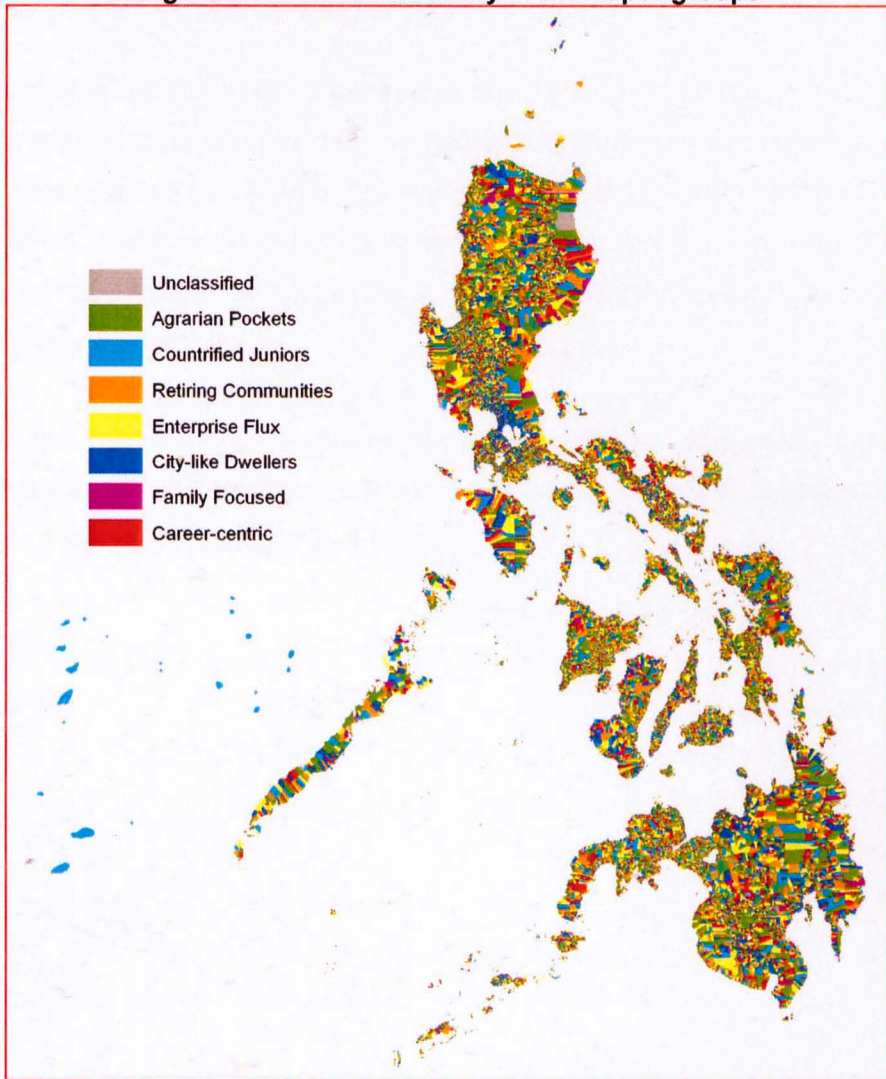 Unclassified
Agrarian Pockets
Countrified Juniors
Retiring Communities
Enterprise Flux
City-like Dwellers
Family Focused
Career-centric